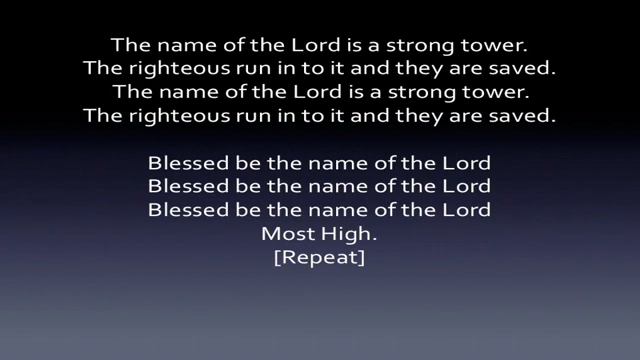 The name of the Lord is a strong tower.
The righteous run in to it and they are saved.
The name of the Lord is a strong tower.
The righteous run in to it and they are saved.
Blessed be the name of the Lord
Blessed be the name of the Lord
Blessed be the name of the Lord
Most High.
[Repeat]